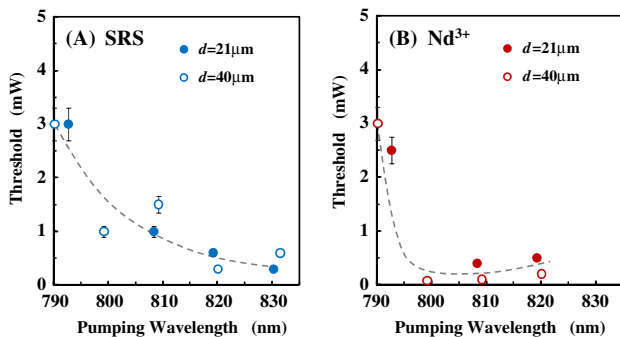 (A) SRS
d=21μm
d=40μm
5
4
3
2
1
0
Threshold (mW)
790 800 810 820 830
Pumping Wavelength (nm)
(B) Nd³⁺
d=21μm
d=40μm
5
4
3
2
1
0
Threshold (mW)
790 800 810 820 830
Pumping Wavelength (nm)